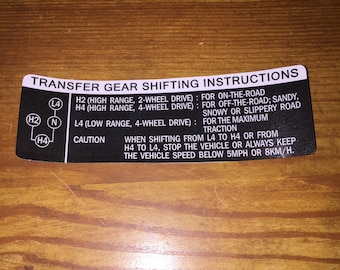 TRANSFER GEAR SHIFTING INSTRUCTIONS
L4
H2 N
H4
H2 (HIGH RANGE, 2-WHEEL DRIVE) : FOR ON-THE-ROAD
H4 (HIGH RANGE, 4-WHEEL DRIVE) : FOR OFF-THE-ROAD; SANDY,
SNOWY OR SLIPPERY ROAD
L4 (LOW RANGE, 4-WHEEL DRIVE) : FOR THE MAXIMUM
TRACTION
CAUTION WHEN SHIFTING FROM L4 TO H4 OR FROM
H4 TO L4, STOP THE VEHICLE OR ALWAYS KEEP
THE VEHICLE SPEED BELOW 5MPH OR 8KM/H.